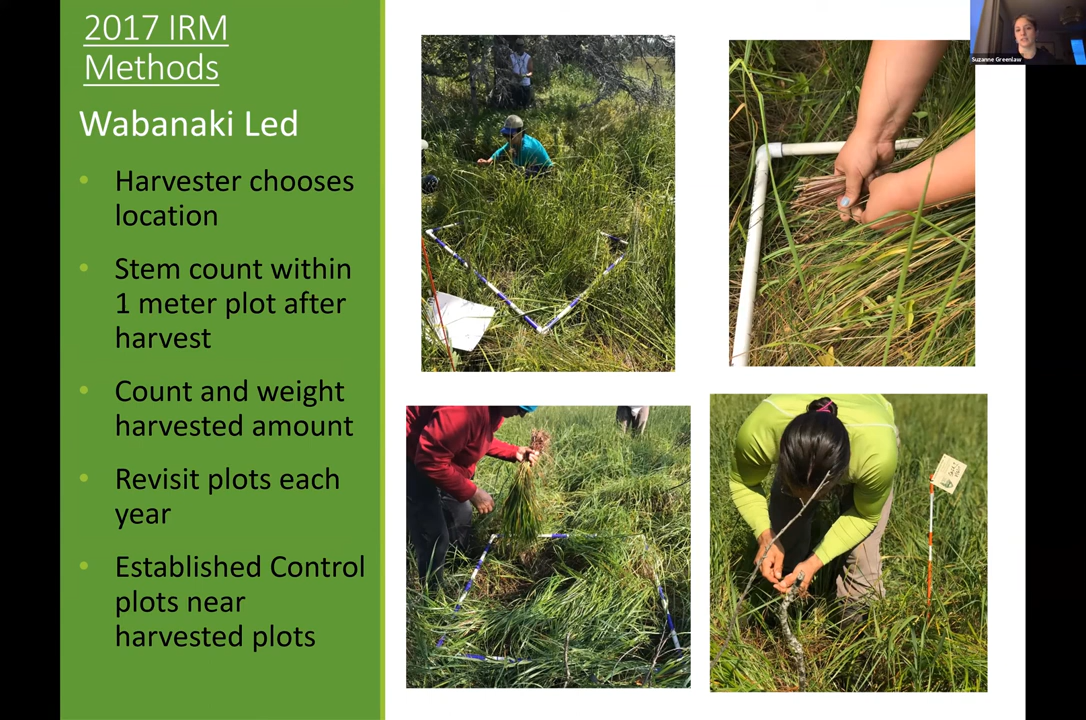 2017 IRM
Methods
Wabanaki Led
• Harvester chooses
location
• Stem count within
1 meter plot after
harvest
• Count and weight
harvested amount
• Revisit plots each
year
• Established Control
plots near
harvested plots
Suzanne Greenlaw